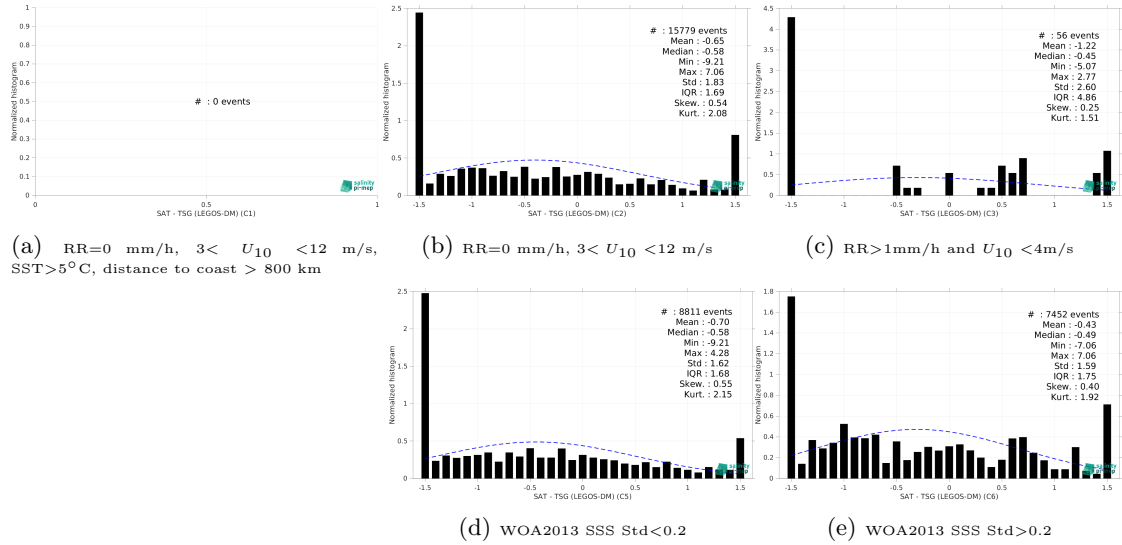 1
0.9
0.8
0.7
0.6
0.5
0.4
0.3
0.2
0.1
0
Normalized histogram
# : 0 events
0 0.5 1
SAT - TSG (LEGOS-DM) (C1)
salinity
pi-mep
(a) RR=0 mm/h, 3< U10 <12 m/s,
SST>5°C, distance to coast > 800 km
2.5
2
1.5
1
0.5
0
Normalized histogram
# : 15779 events
Mean : -0.65
Median : -0.58
Min : -9.21
Max : 7.06
Std : 1.83
IQR : 1.69
Skew. : 0.54
Kurt. : 2.08
-1.5 -1 -0.5 0 0.5 1 1.5
SAT - TSG (LEGOS-DM) (C2)
salinity
pi-mep
(b) RR=0 mm/h, 3< U10 <12 m/s
4.5
4
3.5
3
2.5
2
1.5
1
0.5
0
Normalized histogram
# : 56 events
Mean : -1.22
Median : -0.45
Min : -5.07
Max : 2.77
Std : 2.60
IQR : 4.86
Skew. : 0.25
Kurt. : 1.51
-1.5 -1 -0.5 0 0.5 1 1.5
SAT - TSG (LEGOS-DM) (C3)
salinity
pi-mep
(c) RR>1mm/h and U10 <4m/s
2.5
2
1.5
1
0.5
0
Normalized histogram
# : 8811 events
Mean : -0.70
Median : -0.58
Min : -9.21
Max : 4.28
Std : 1.62
IQR : 1.68
Skew. : 0.55
Kurt. : 2.15
-1.5 -1 -0.5 0 0.5 1 1.5
SAT - TSG (LEGOS-DM) (C5)
salinity
pi-mep
(d) WOA2013 SSS Std<0.2
1.8
1.6
1.4
1.2
1
0.8
0.6
0.4
0.2
0
Normalized histogram
# : 7452 events
Mean : -0.43
Median : -0.49
Min : -7.06
Max : 7.06
Std : 1.59
IQR : 1.75
Skew. : 0.40
Kurt. : 1.92
-1.5 -1 -0.5 0 0.5 1 1.5
SAT - TSG (LEGOS-DM) (C6)
salinity
pi-mep
(e) WOA2013 SSS Std>0.2